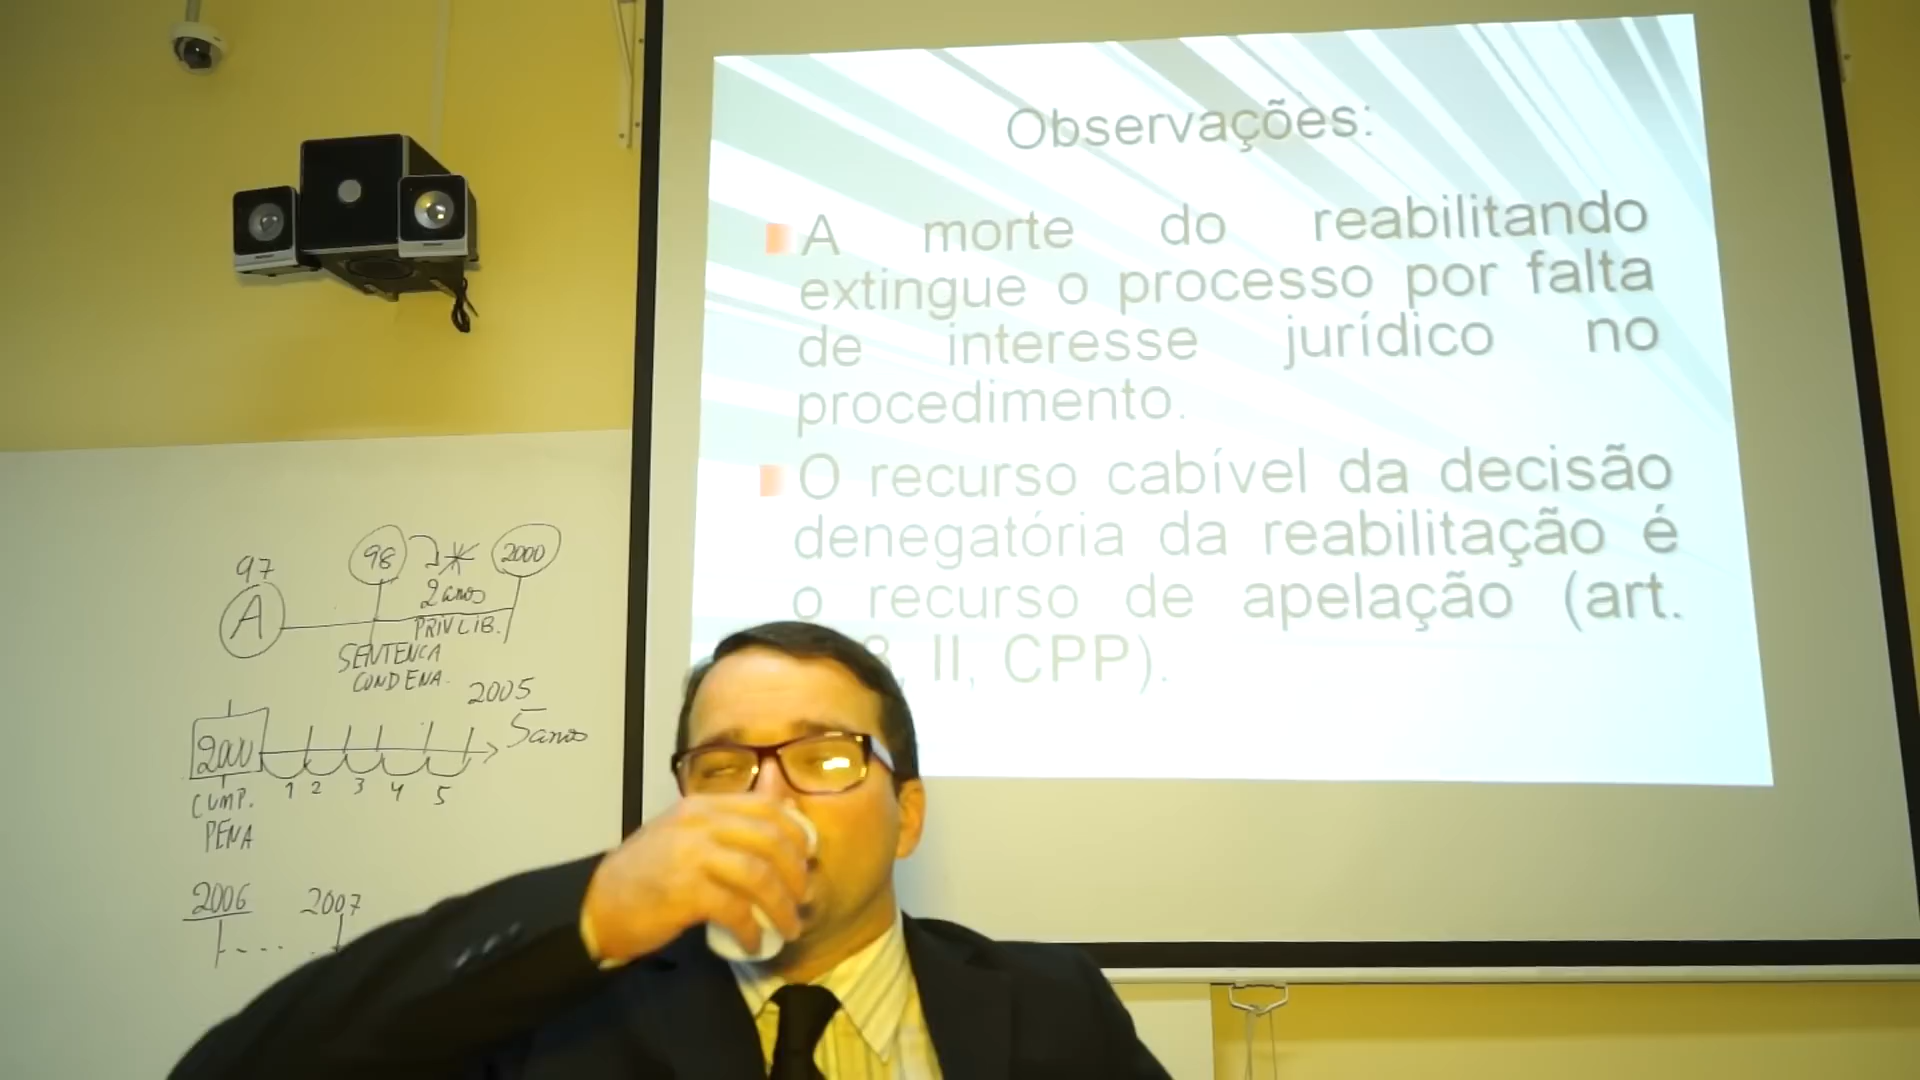 Observações:
A morte do reabilitando
extingue o processo por falta
de interesse jurídico no
procedimento.
O recurso cabível da decisão
denegatória da reabilitação é
o recurso de apelação (art.
3, II, CPP).
97
98
2000
A
2 anos
PRIV LIB.
SENTENCA
CONDENA.
2005
5 anos
1 2 3 4 5
CUMP.
PENA
2006 2007